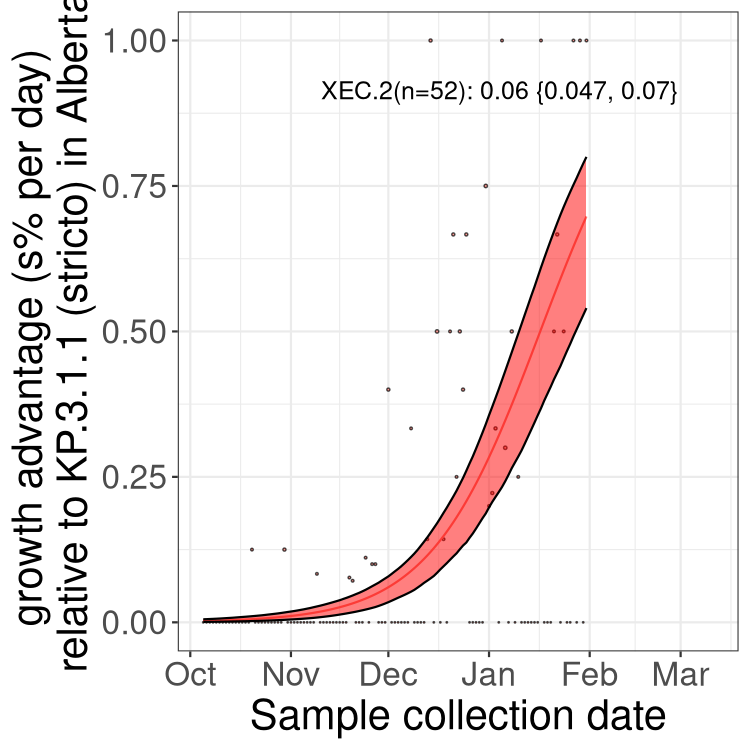 growth advantage (s% per day)
relative to KP.3.1.1 (stricto) in Alberta
1.00
0.75
0.50
0.25
0.00
XEC.2(n=52): 0.06 {0.047, 0.07}
Oct Nov Dec Jan Feb Mar
Sample collection date